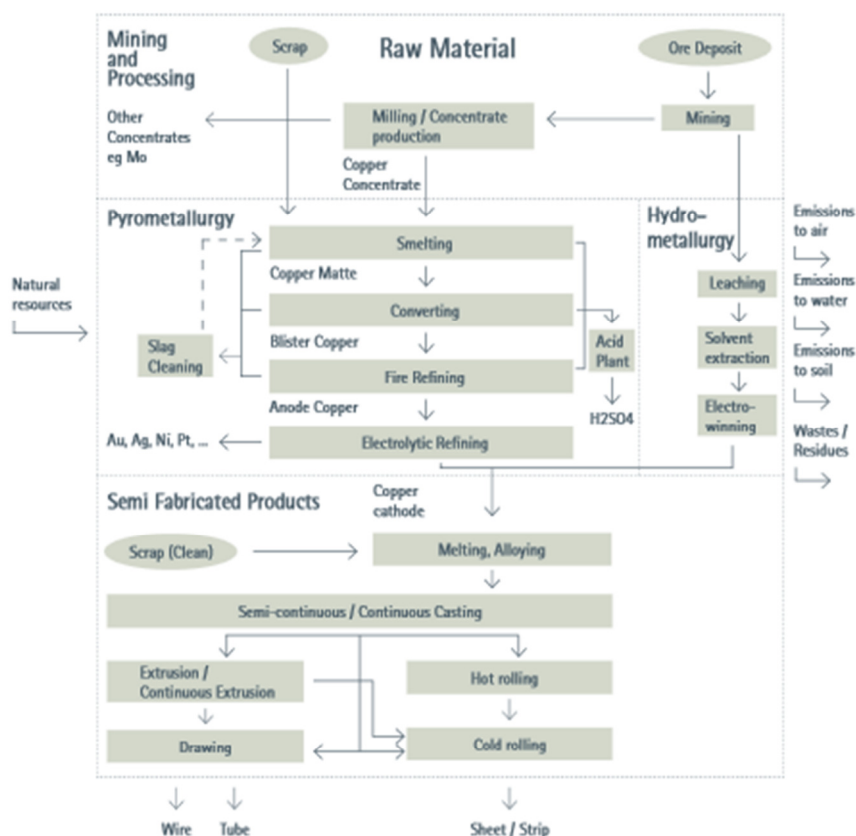 Mining
and
Processing
Scrap
Raw Material
Ore Deposit
Other
Concentrates
eg Mo
Milling / Concentrate
production
Mining
Copper
Concentrate
Pyrometallurgy
Hydro-
metallurgy
Emissions
to air
Smelting
Natural
resources
Copper Matte
Leaching
Emissions
to water
Converting
Slag
Cleaning
Blister Copper
Acid
Plant
Solvent
extraction
Emissions
to soil
Fire Refining
Anode Copper
H2SO4
Electro-
winning
Au, Ag, Ni, Pt, ...
Electrolytic Refining
Wastes /
Residues
Semi Fabricated Products
Copper
cathode
Scrap (Clean)
Melting, Alloying
Semi-continuous / Continuous Casting
Extrusion /
Continuous Extrusion
Hot rolling
Drawing
Cold rolling
Wire
Tube
Sheet / Strip